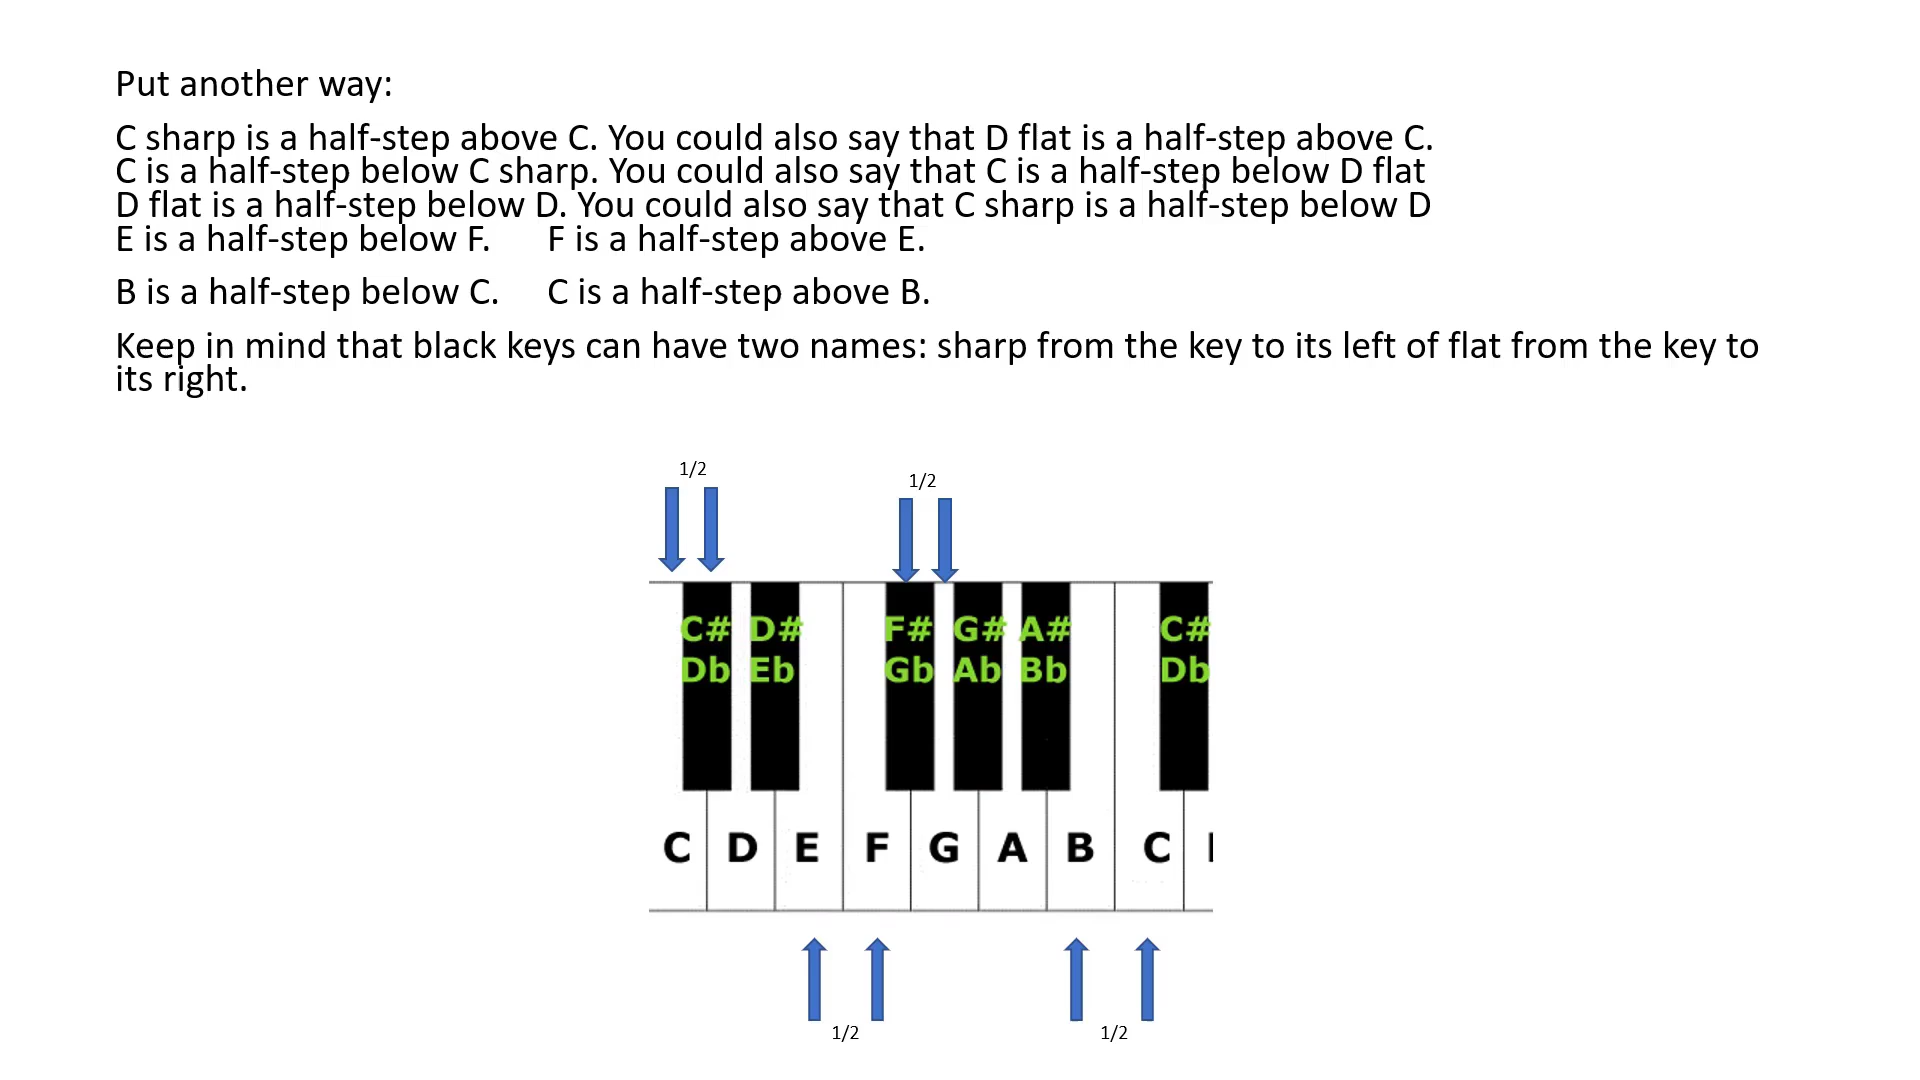 Put another way:
C sharp is a half-step above C. You could also say that D flat is a half-step above C.
C is a half-step below C sharp. You could also say that C is a half-step below D flat
D flat is a half-step below D. You could also say that C sharp is a half-step below D
E is a half-step below F. F is a half-step above E.
B is a half-step below C. C is a half-step above B.
Keep in mind that black keys can have two names: sharp from the key to its left of flat from the key to
its right.
1/2 1/2
C# D# F# G# A# C#
Db Eb Gb Ab Bb Db
C D E F G A B C
1/2 1/2